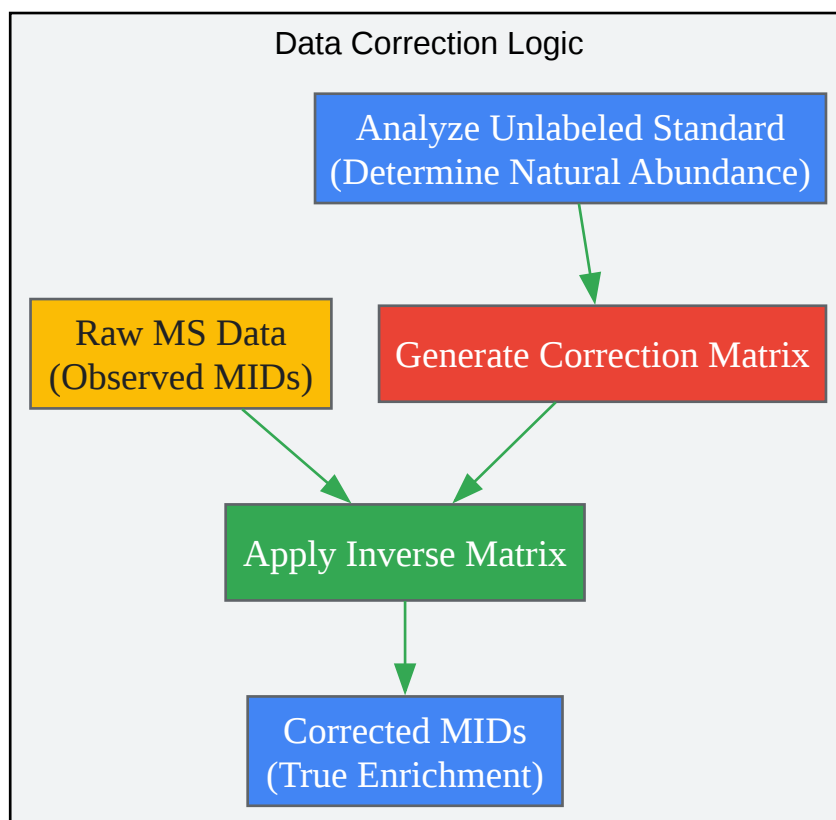 Data Correction Logic
Analyze Unlabeled Standard
(Determine Natural Abundance)
Raw MS Data
(Observed MIDs)
Generate Correction Matrix
Apply Inverse Matrix
Corrected MIDs
(True Enrichment)